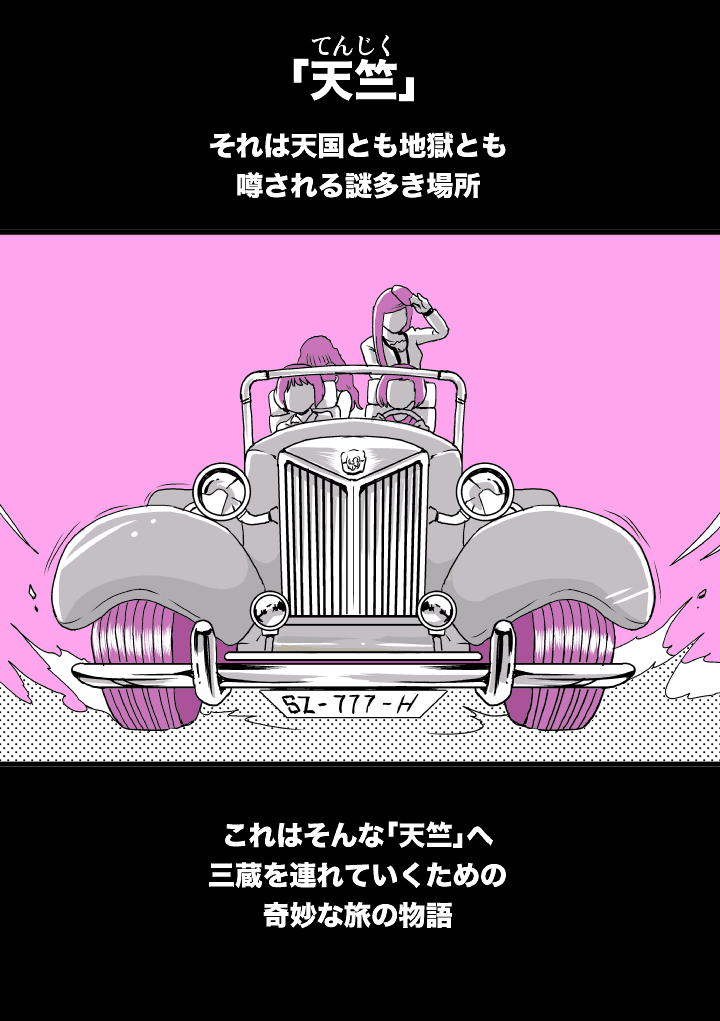 てんじく
「天竺」
それは天国とも地獄とも
噂される謎多き場所
SZ-777-H
これはそんな「天竺」へ
三蔵を連れていくための
奇妙な旅の物語